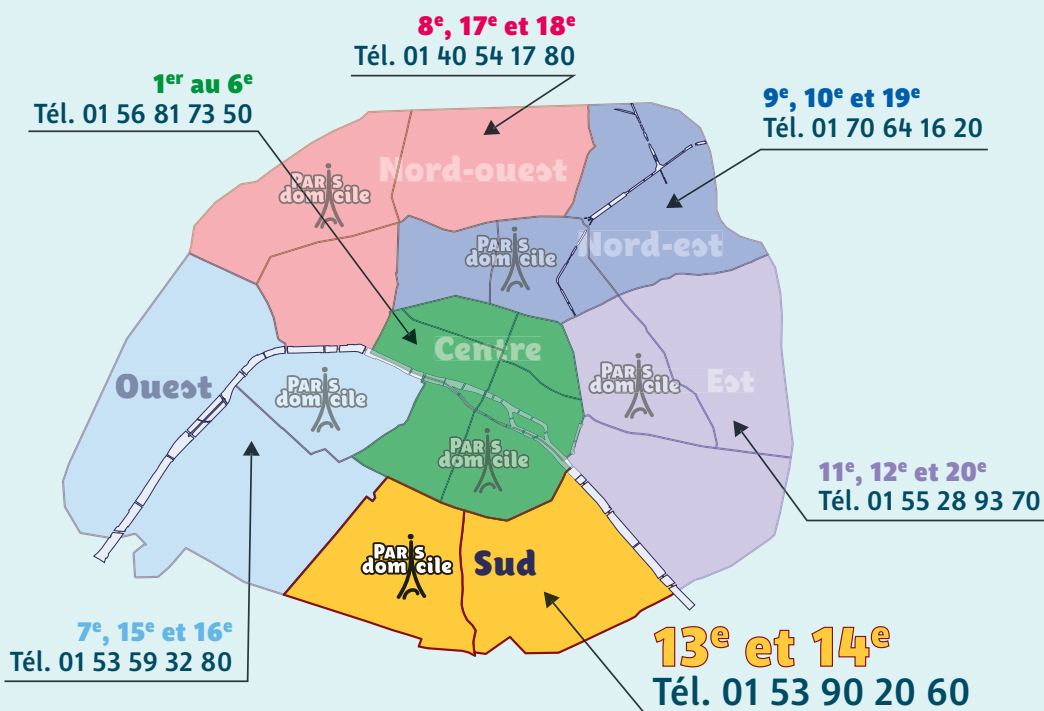 8e, 17e et 18e
Tél. 01 40 54 17 80
1er au 6e
Tél. 01 56 81 73 50
9e, 10e et 19e
Tél. 01 70 64 16 20
Nord-ouest
PARIS
domicile
PARIS
domicile
Nord-est
Centre
Ouest
PARIS
domicile
PARIS
domicile
Est
PARIS
domicile
11e, 12e et 20e
Tél. 01 55 28 93 70
PARIS
domicile
Sud
7e, 15e et 16e
Tél. 01 53 59 32 80
13e et 14e
Tél. 01 53 90 20 60